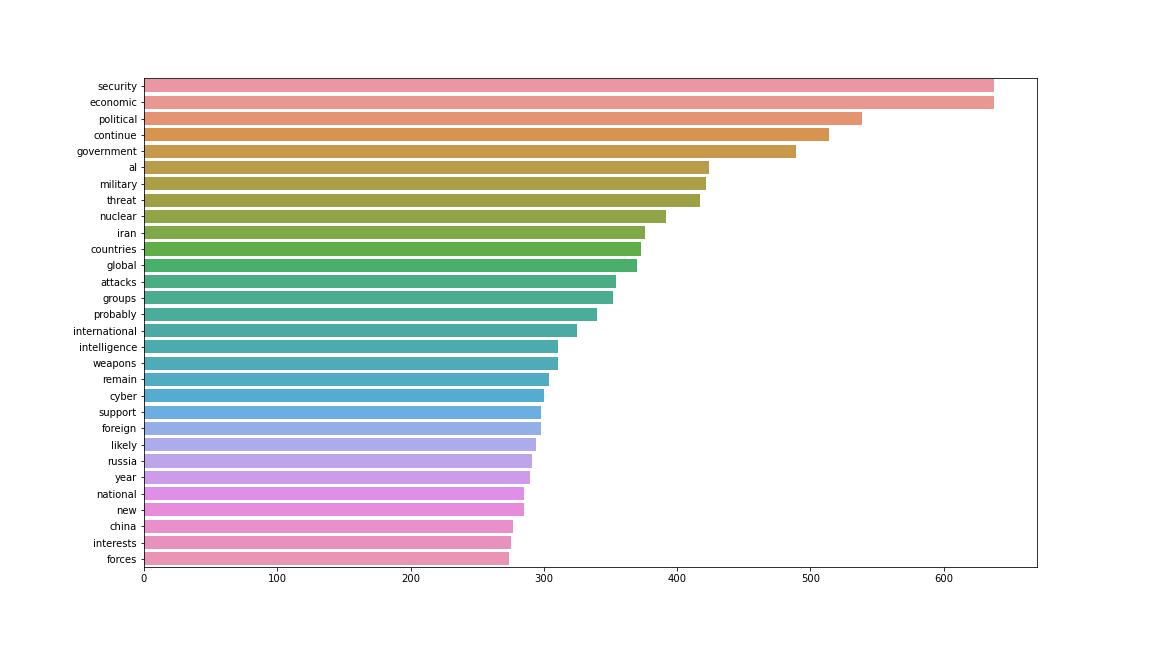 security
economic
political
continue
government
al
military
threat
nuclear
iran
countries
global
attacks
groups
probably
international
intelligence
weapons
remain
cyber
support
foreign
likely
russia
year
national
new
china
interests
forces
0 100 200 300 400 500 600